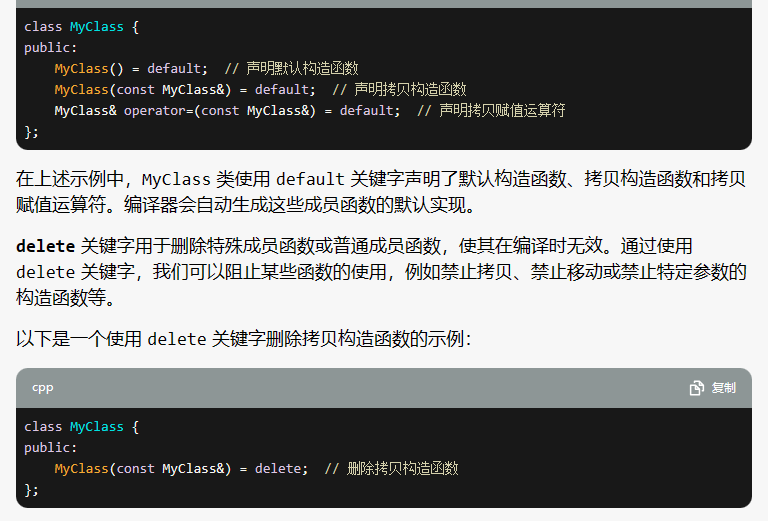 class MyClass {
public:
    MyClass() = default;  // 声明默认构造函数
    MyClass(const MyClass&) = default;  // 声明拷贝构造函数
    MyClass& operator=(const MyClass&) = default;  // 声明拷贝赋值运算符
};
在上述示例中，MyClass 类使用 default 关键字声明了默认构造函数、拷贝构造函数和拷贝
赋值运算符。编译器会自动生成这些成员函数的默认实现。
delete 关键字用于删除特殊成员函数或普通成员函数，使其在编译时无效。通过使用
delete 关键字，我们可以阻止某些函数的使用，例如禁止拷贝、禁止移动或禁止特定参数的
构造函数等。
以下是一个使用 delete 关键字删除拷贝构造函数的示例：
cpp 复制
class MyClass {
public:
    MyClass(const MyClass&) = delete;  // 删除拷贝构造函数
};